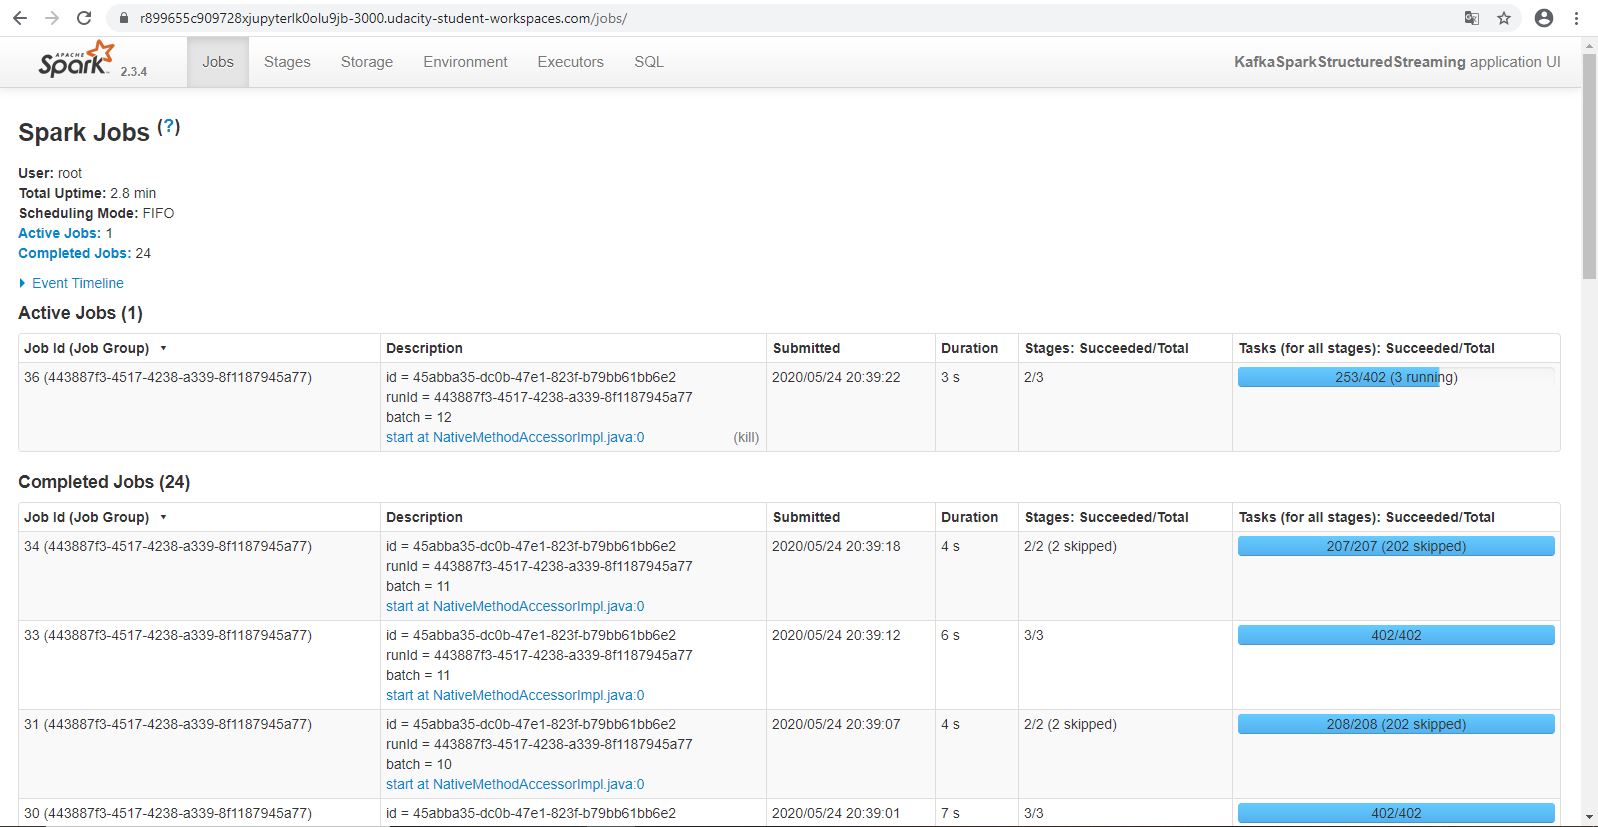 r899655c909728xjupyterlk0olu9jb-3000.udacity-student-workspaces.com/jobs/
APACHE Spark 2.3.4 Jobs Stages Storage Environment Executors SQL KafkaSparkStructuredStreaming application UI
Spark Jobs (?)
User: root
Total Uptime: 2.8 min
Scheduling Mode: FIFO
Active Jobs: 1
Completed Jobs: 24
Event Timeline
Active Jobs (1)
Job Id (Job Group) Description Submitted Duration Stages: Succeeded/Total Tasks (for all stages): Succeeded/Total
36 (443887f3-4517-4238-a339-8f1187945a77) id = 45abba35-dc0b-47e1-823f-b79bb61bb6e2 2020/05/24 20:39:22 3 s 2/3 253/402 (3 running)
runId = 443887f3-4517-4238-a339-8f1187945a77
batch = 12
start at NativeMethodAccessorImpl.java:0 (kill)
Completed Jobs (24)
Job Id (Job Group) Description Submitted Duration Stages: Succeeded/Total Tasks (for all stages): Succeeded/Total
34 (443887f3-4517-4238-a339-8f1187945a77) id = 45abba35-dc0b-47e1-823f-b79bb61bb6e2 2020/05/24 20:39:18 4 s 2/2 (2 skipped) 207/207 (202 skipped)
runId = 443887f3-4517-4238-a339-8f1187945a77
batch = 11
start at NativeMethodAccessorImpl.java:0
33 (443887f3-4517-4238-a339-8f1187945a77) id = 45abba35-dc0b-47e1-823f-b79bb61bb6e2 2020/05/24 20:39:12 6 s 3/3 402/402
runId = 443887f3-4517-4238-a339-8f1187945a77
batch = 11
start at NativeMethodAccessorImpl.java:0
31 (443887f3-4517-4238-a339-8f1187945a77) id = 45abba35-dc0b-47e1-823f-b79bb61bb6e2 2020/05/24 20:39:07 4 s 2/2 (2 skipped) 208/208 (202 skipped)
runId = 443887f3-4517-4238-a339-8f1187945a77
batch = 10
start at NativeMethodAccessorImpl.java:0
30 (443887f3-4517-4238-a339-8f1187945a77) id = 45abba35-dc0b-47e1-823f-b79bb61bb6e2 2020/05/24 20:39:01 7 s 3/3 402/402